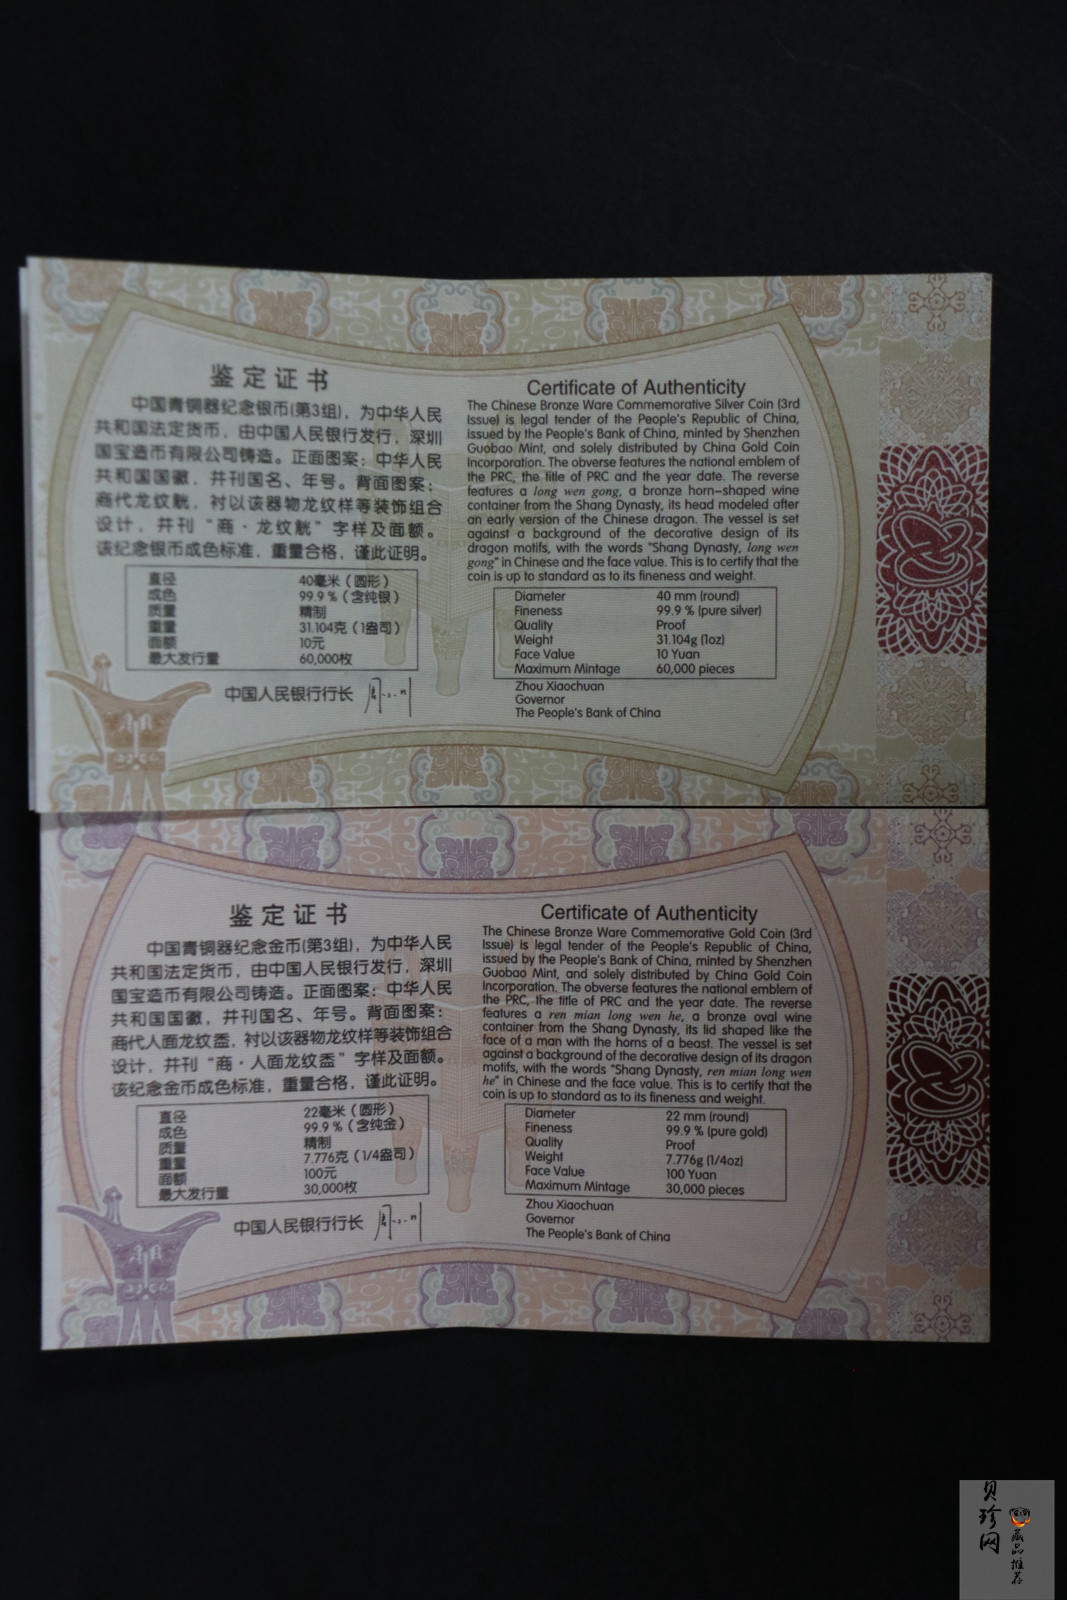 鉴定证书
中国青铜器纪念银币(第3组)，为中华人民
共和国法定货币，由中国人民银行发行，深圳
国宝造币有限公司铸造。正面图案：中华人民
共和国国徽，并刊国名、年号。背面图案：
商代龙纹觥，衬以该器物龙纹样等装饰组合
设计，并刊“商·龙纹觥”字样及面额。
该纪念银币成色标准，重量合格，谨此证明。
直径 40毫米（圆形）
成色 99.9％（含纯银）
质量 精制
重量 31.104克（1盎司）
面额 10元
最大发行量 60,000枚
中国人民银行行长
Certificate of Authenticity
The Chinese Bronze Ware Commemorative Silver Coin (3rd
Issue) is legal tender of the People's Republic of China,
issued by the People's Bank of China, minted by Shenzhen
Guobao Mint, and solely distributed by China Gold Coin
Incorporation. The obverse features the national emblem of
the PRC, the title of PRC and the year date. The reverse
features a long wen gong, a bronze horn-shaped wine
container from the Shang Dynasty, its head modeled after
an early version of the Chinese dragon. The vessel is set
against a background of the decorative design of its
dragon motifs, with the words "Shang Dynasty, long wen
gong" in Chinese and the face value. This is to certify that the
coin is up to standard as to its fineness and weight.
Diameter 40 mm (round)
Fineness 99.9 % (pure silver)
Quality Proof
Weight 31.104g (1oz)
Face Value 10 Yuan
Maximum Mintage 60,000 pieces
Zhou Xiaochuan
Governor
The People's Bank of China
鉴定证书
中国青铜器纪念金币(第3组)，为中华人民
共和国法定货币，由中国人民银行发行，深圳
国宝造币有限公司铸造。正面图案：中华人民
共和国国徽，并刊国名、年号。背面图案：
商代人面龙纹盉，衬以该器物龙纹样等装饰组合
设计，并刊“商·人面龙纹盉”字样及面额。
该纪念金币成色标准，重量合格，谨此证明。
直径 22毫米（圆形）
成色 99.9％（含纯金）
质量 精制
重量 7.776克（1/4盎司）
面额 100元
最大发行量 30,000枚
中国人民银行行长
Certificate of Authenticity
The Chinese Bronze Ware Commemorative Gold Coin (3rd
Issue) is legal tender of the People's Republic of China,
issued by the People's Bank of China, minted by Shenzhen
Guobao Mint, and solely distributed by China Gold Coin
Incorporation. The obverse features the national emblem of
the PRC, the title of PRC and the year date. The reverse
features a ren mian long wen he, a bronze oval wine
container from the Shang Dynasty, its lid shaped like the
face of a man with the horns of a beast. The vessel is set
against a background of the decorative design of its dragon
motifs, with the words "Shang Dynasty, ren mian long wen
he" in Chinese and the face value. This is to certify that the
coin is up to standard as to its fineness and weight.
Diameter 22 mm (round)
Fineness 99.9 % (pure gold)
Quality Proof
Weight 7.776g (1/4oz)
Face Value 100 Yuan
Maximum Mintage 30,000 pieces
Zhou Xiaochuan
Governor
The People's Bank of China
贝珍网
藏品推荐